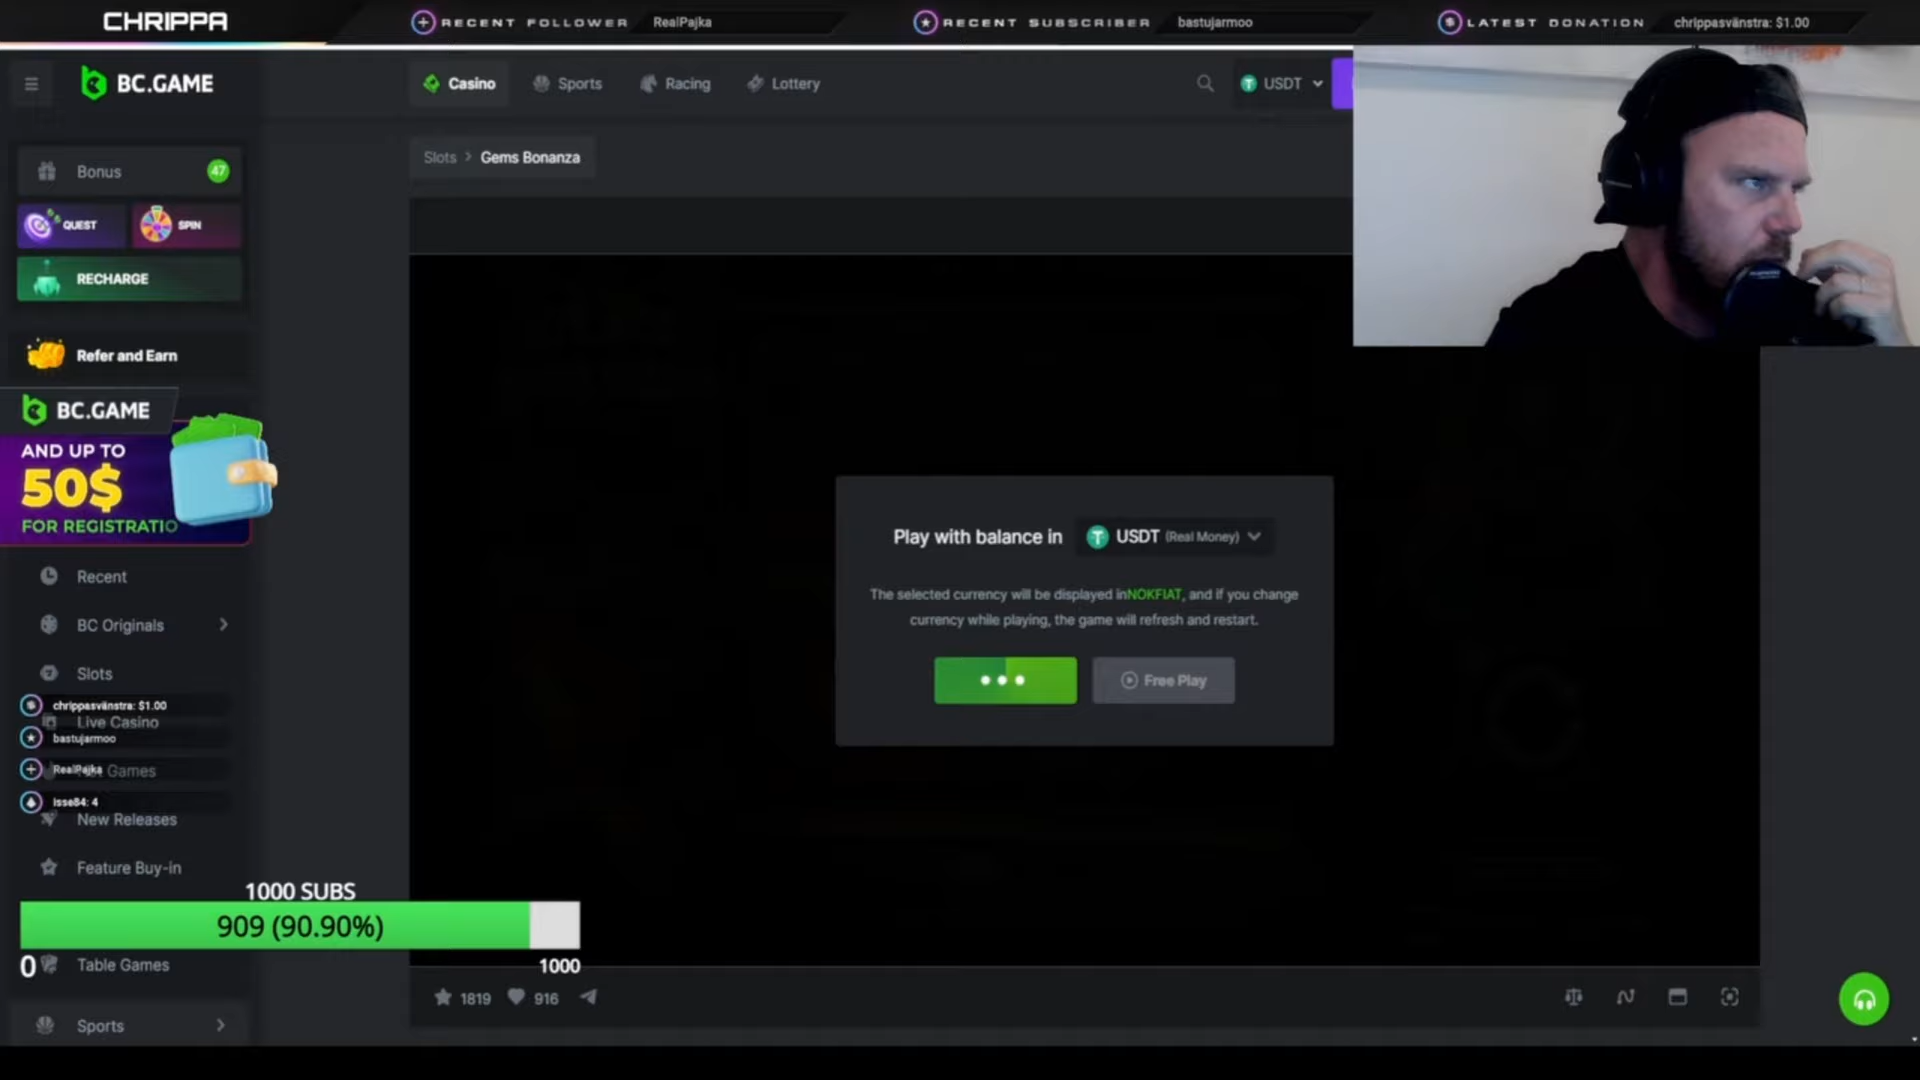 CHRIPPA
RECENT FOLLOWER RealPajka
RECENT SUBSCRIBER bastujarmoo
LATEST DONATION chrippasvänstra: $1.00
BC.GAME
Casino
Sports
Racing
Lottery
USDT
Slots > Gems Bonanza
Bonus 47
QUEST
SPIN
RECHARGE
Refer and Earn
BC.GAME
AND UP TO
50$
FOR REGISTRATIO
Recent
BC Originals
Slots
chrippasvänstra: $1.00
Live Casino
bastujarmoo
RealPajka
Games
isse84: 4
New Releases
Feature Buy-in
1000 SUBS
909 (90.90%)
0
1000
Table Games
Sports
Play with balance in USDT (Real Money)
The selected currency will be displayed inNOKFIAT, and if you change
currency while playing, the game will refresh and restart.
Free Play
1819
916